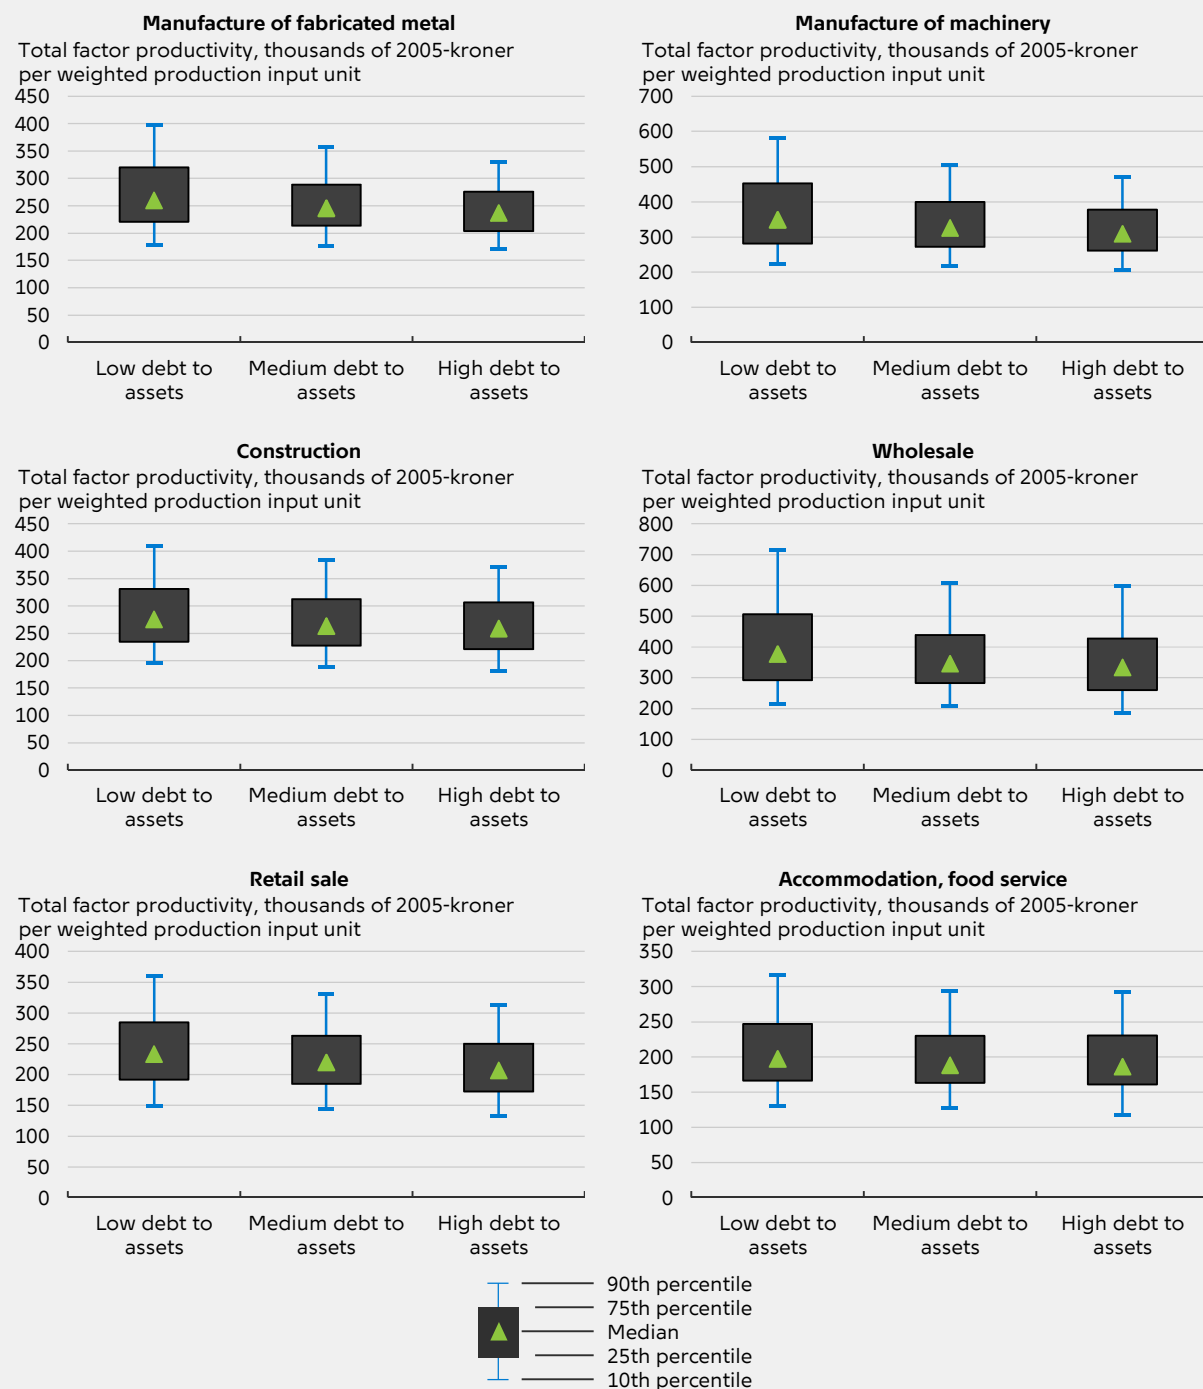 Manufacture of fabricated metal
Total factor productivity, thousands of 2005-kroner
per weighted production input unit
450
400
350
300
250
200
150
100
50
0
Low debt to
assets
Medium debt to
assets
High debt to
assets
Manufacture of machinery
Total factor productivity, thousands of 2005-kroner
per weighted production input unit
700
600
500
400
300
200
100
0
Low debt to
assets
Medium debt to
assets
High debt to
assets
Construction
Total factor productivity, thousands of 2005-kroner
per weighted production input unit
450
400
350
300
250
200
150
100
50
0
Low debt to
assets
Medium debt to
assets
High debt to
assets
Wholesale
Total factor productivity, thousands of 2005-kroner
per weighted production input unit
800
700
600
500
400
300
200
100
0
Low debt to
assets
Medium debt to
assets
High debt to
assets
Retail sale
Total factor productivity, thousands of 2005-kroner
per weighted production input unit
400
350
300
250
200
150
100
50
0
Low debt to
assets
Medium debt to
assets
High debt to
assets
Accommodation, food service
Total factor productivity, thousands of 2005-kroner
per weighted production input unit
350
300
250
200
150
100
50
0
Low debt to
assets
Medium debt to
assets
High debt to
assets
90th percentile
75th percentile
Median
25th percentile
10th percentile